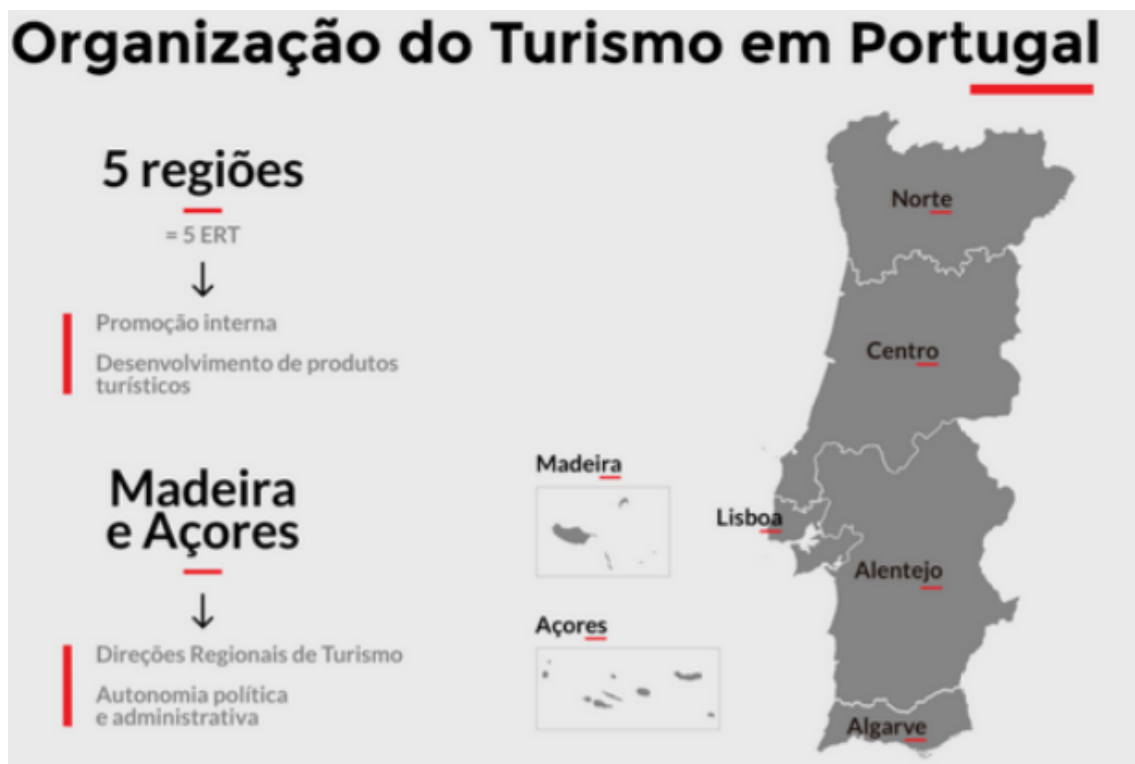 Organização do Turismo em Portugal
5 regiões
= 5 ERT
Promoção interna
Desenvolvimento de produtos
turísticos
Madeira
e Açores
Direções Regionais de Turismo
Autonomia política
e administrativa
Madeira
Açores
Norte
Centro
Lisboa
Alentejo
Algarve